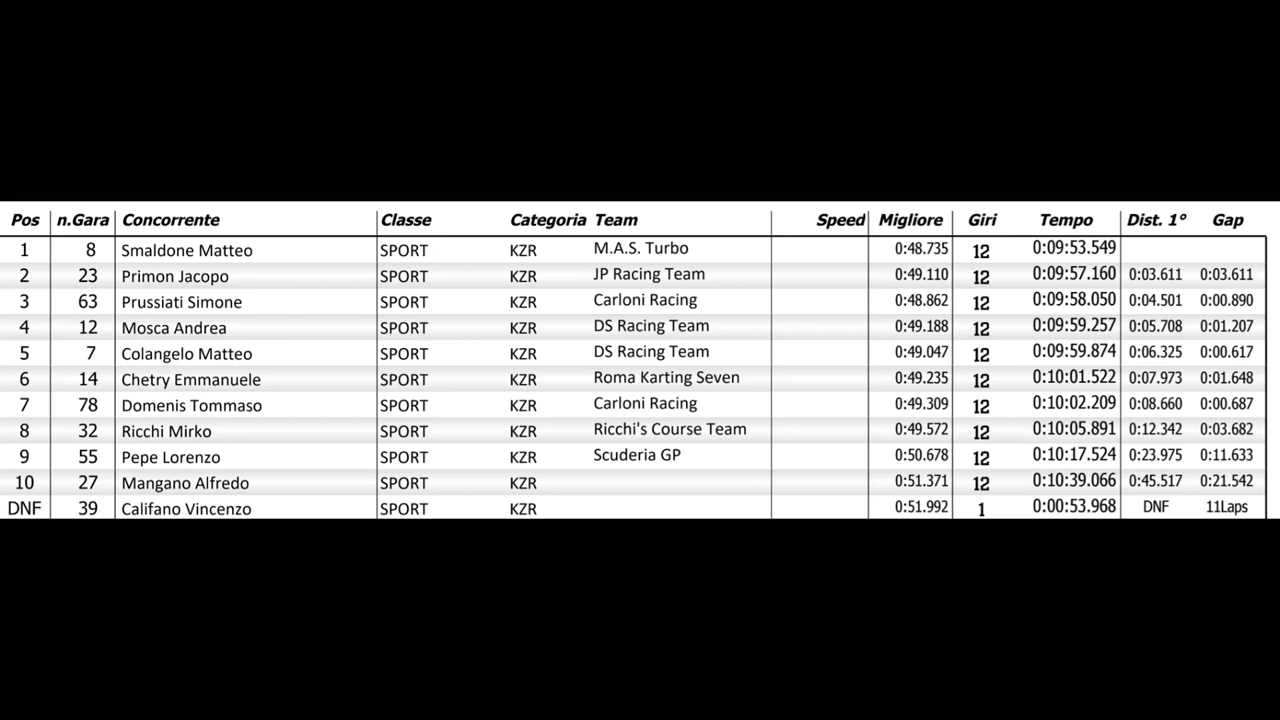 Pos n.Gara Concorrente Classe Categoria Team Speed Migliore Giri Tempo Dist. 1° Gap
1 8 Smaldone Matteo SPORT KZR M.A.S. Turbo 0:48.735 12 0:09:53.549
2 23 Primon Jacopo SPORT KZR JP Racing Team 0:49.110 12 0:09:57.160 0:03.611 0:03.611
3 63 Prussiati Simone SPORT KZR Carloni Racing 0:48.862 12 0:09:58.050 0:04.501 0:00.890
4 12 Mosca Andrea SPORT KZR DS Racing Team 0:49.188 12 0:09:59.257 0:05.708 0:01.207
5 7 Colangelo Matteo SPORT KZR DS Racing Team 0:49.047 12 0:09:59.874 0:06.325 0:00.617
6 14 Chetry Emmanuele SPORT KZR Roma Karting Seven 0:49.235 12 0:10:01.522 0:07.973 0:01.648
7 78 Domenis Tommaso SPORT KZR Carloni Racing 0:49.309 12 0:10:02.209 0:08.660 0:00.687
8 32 Ricchi Mirko SPORT KZR Ricchi's Course Team 0:49.572 12 0:10:05.891 0:12.342 0:03.682
9 55 Pepe Lorenzo SPORT KZR Scuderia GP 0:50.678 12 0:10:17.524 0:23.975 0:11.633
10 27 Mangano Alfredo SPORT KZR 0:51.371 12 0:10:39.066 0:45.517 0:21.542
DNF 39 Califano Vincenzo SPORT KZR 0:51.992 1 0:00:53.968 DNF 11Laps